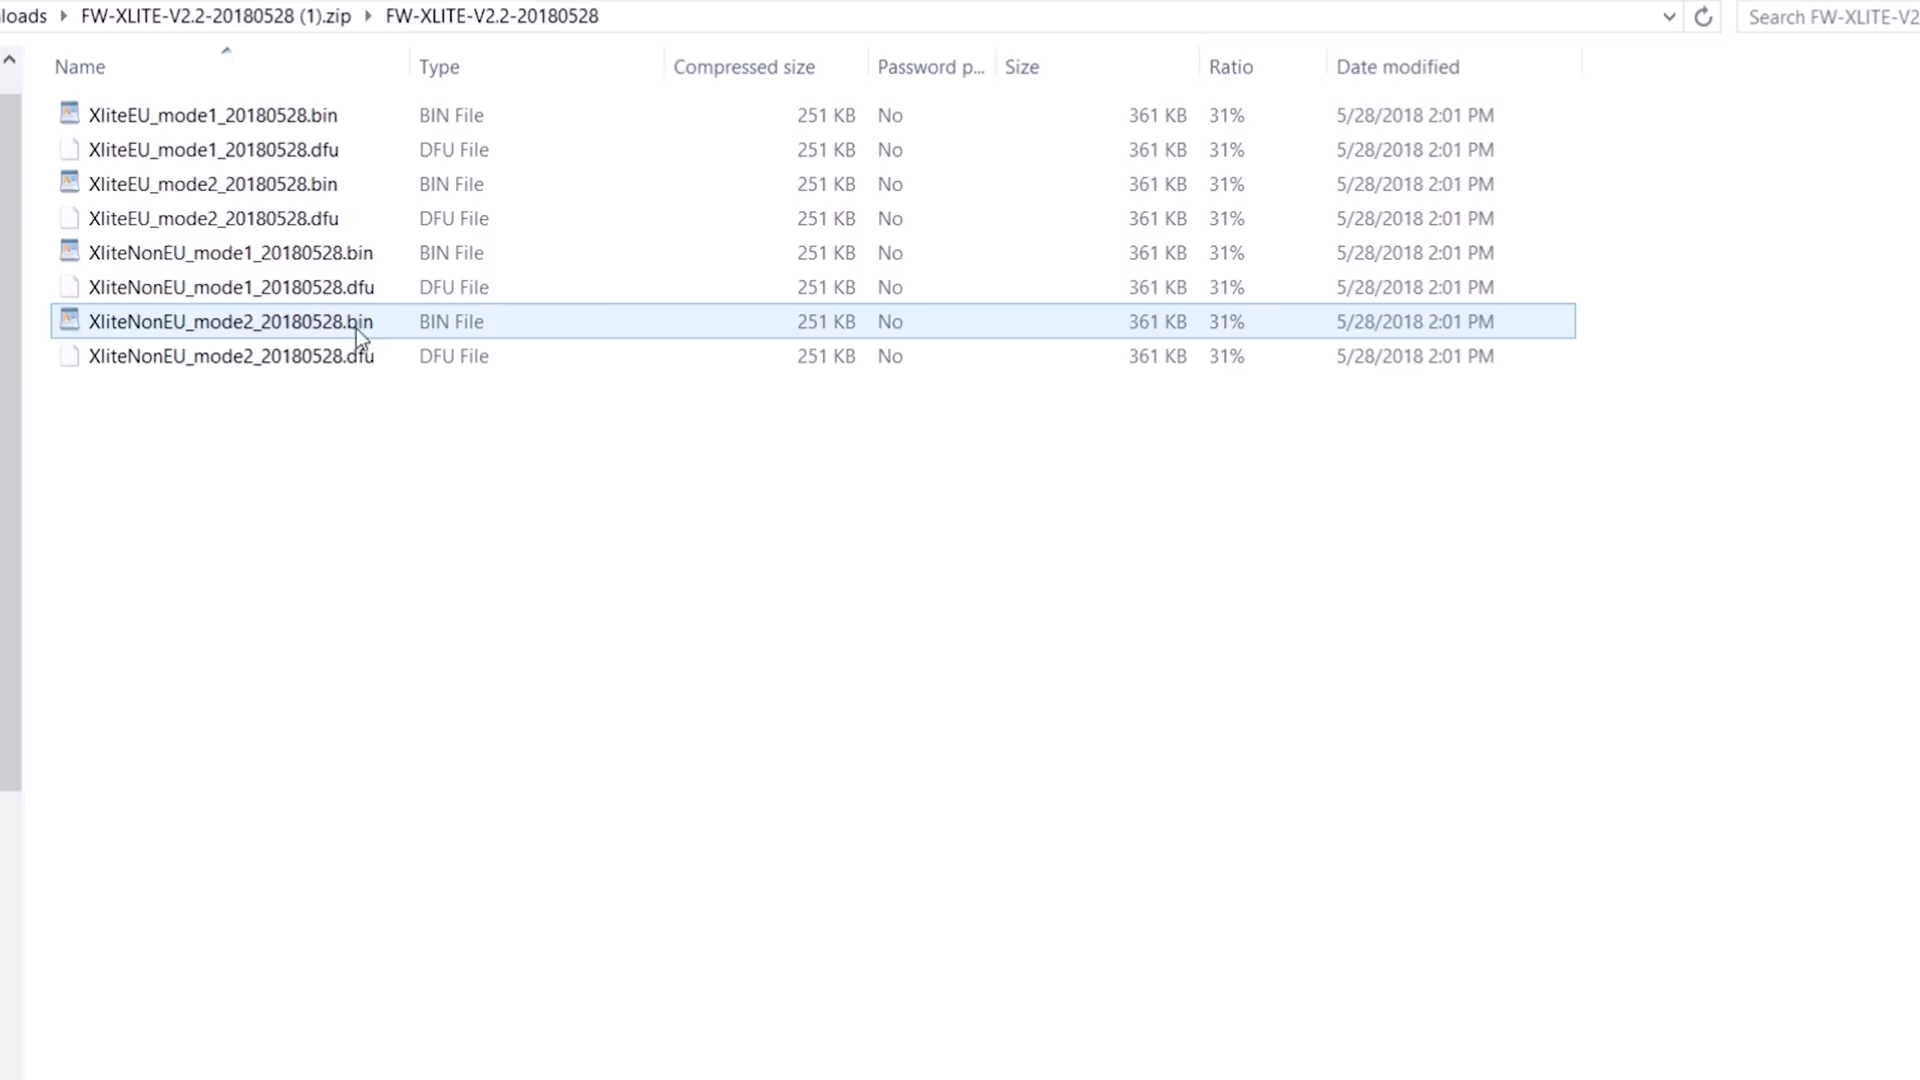 loads FW-XLITE-V2.2-20180528 (1).zip FW-XLITE-V2.2-20180528 Search FW-XLITE-V2
Name Type Compressed size Password p... Size Ratio Date modified
XliteEU_mode1_20180528.bin BIN File 251 KB No 361 KB 31% 5/28/2018 2:01 PM
XliteEU_mode1_20180528.dfu DFU File 251 KB No 361 KB 31% 5/28/2018 2:01 PM
XliteEU_mode2_20180528.bin BIN File 251 KB No 361 KB 31% 5/28/2018 2:01 PM
XliteEU_mode2_20180528.dfu DFU File 251 KB No 361 KB 31% 5/28/2018 2:01 PM
XliteNonEU_mode1_20180528.bin BIN File 251 KB No 361 KB 31% 5/28/2018 2:01 PM
XliteNonEU_mode1_20180528.dfu DFU File 251 KB No 361 KB 31% 5/28/2018 2:01 PM
XliteNonEU_mode2_20180528.bin BIN File 251 KB No 361 KB 31% 5/28/2018 2:01 PM
XliteNonEU_mode2_20180528.dfu DFU File 251 KB No 361 KB 31% 5/28/2018 2:01 PM